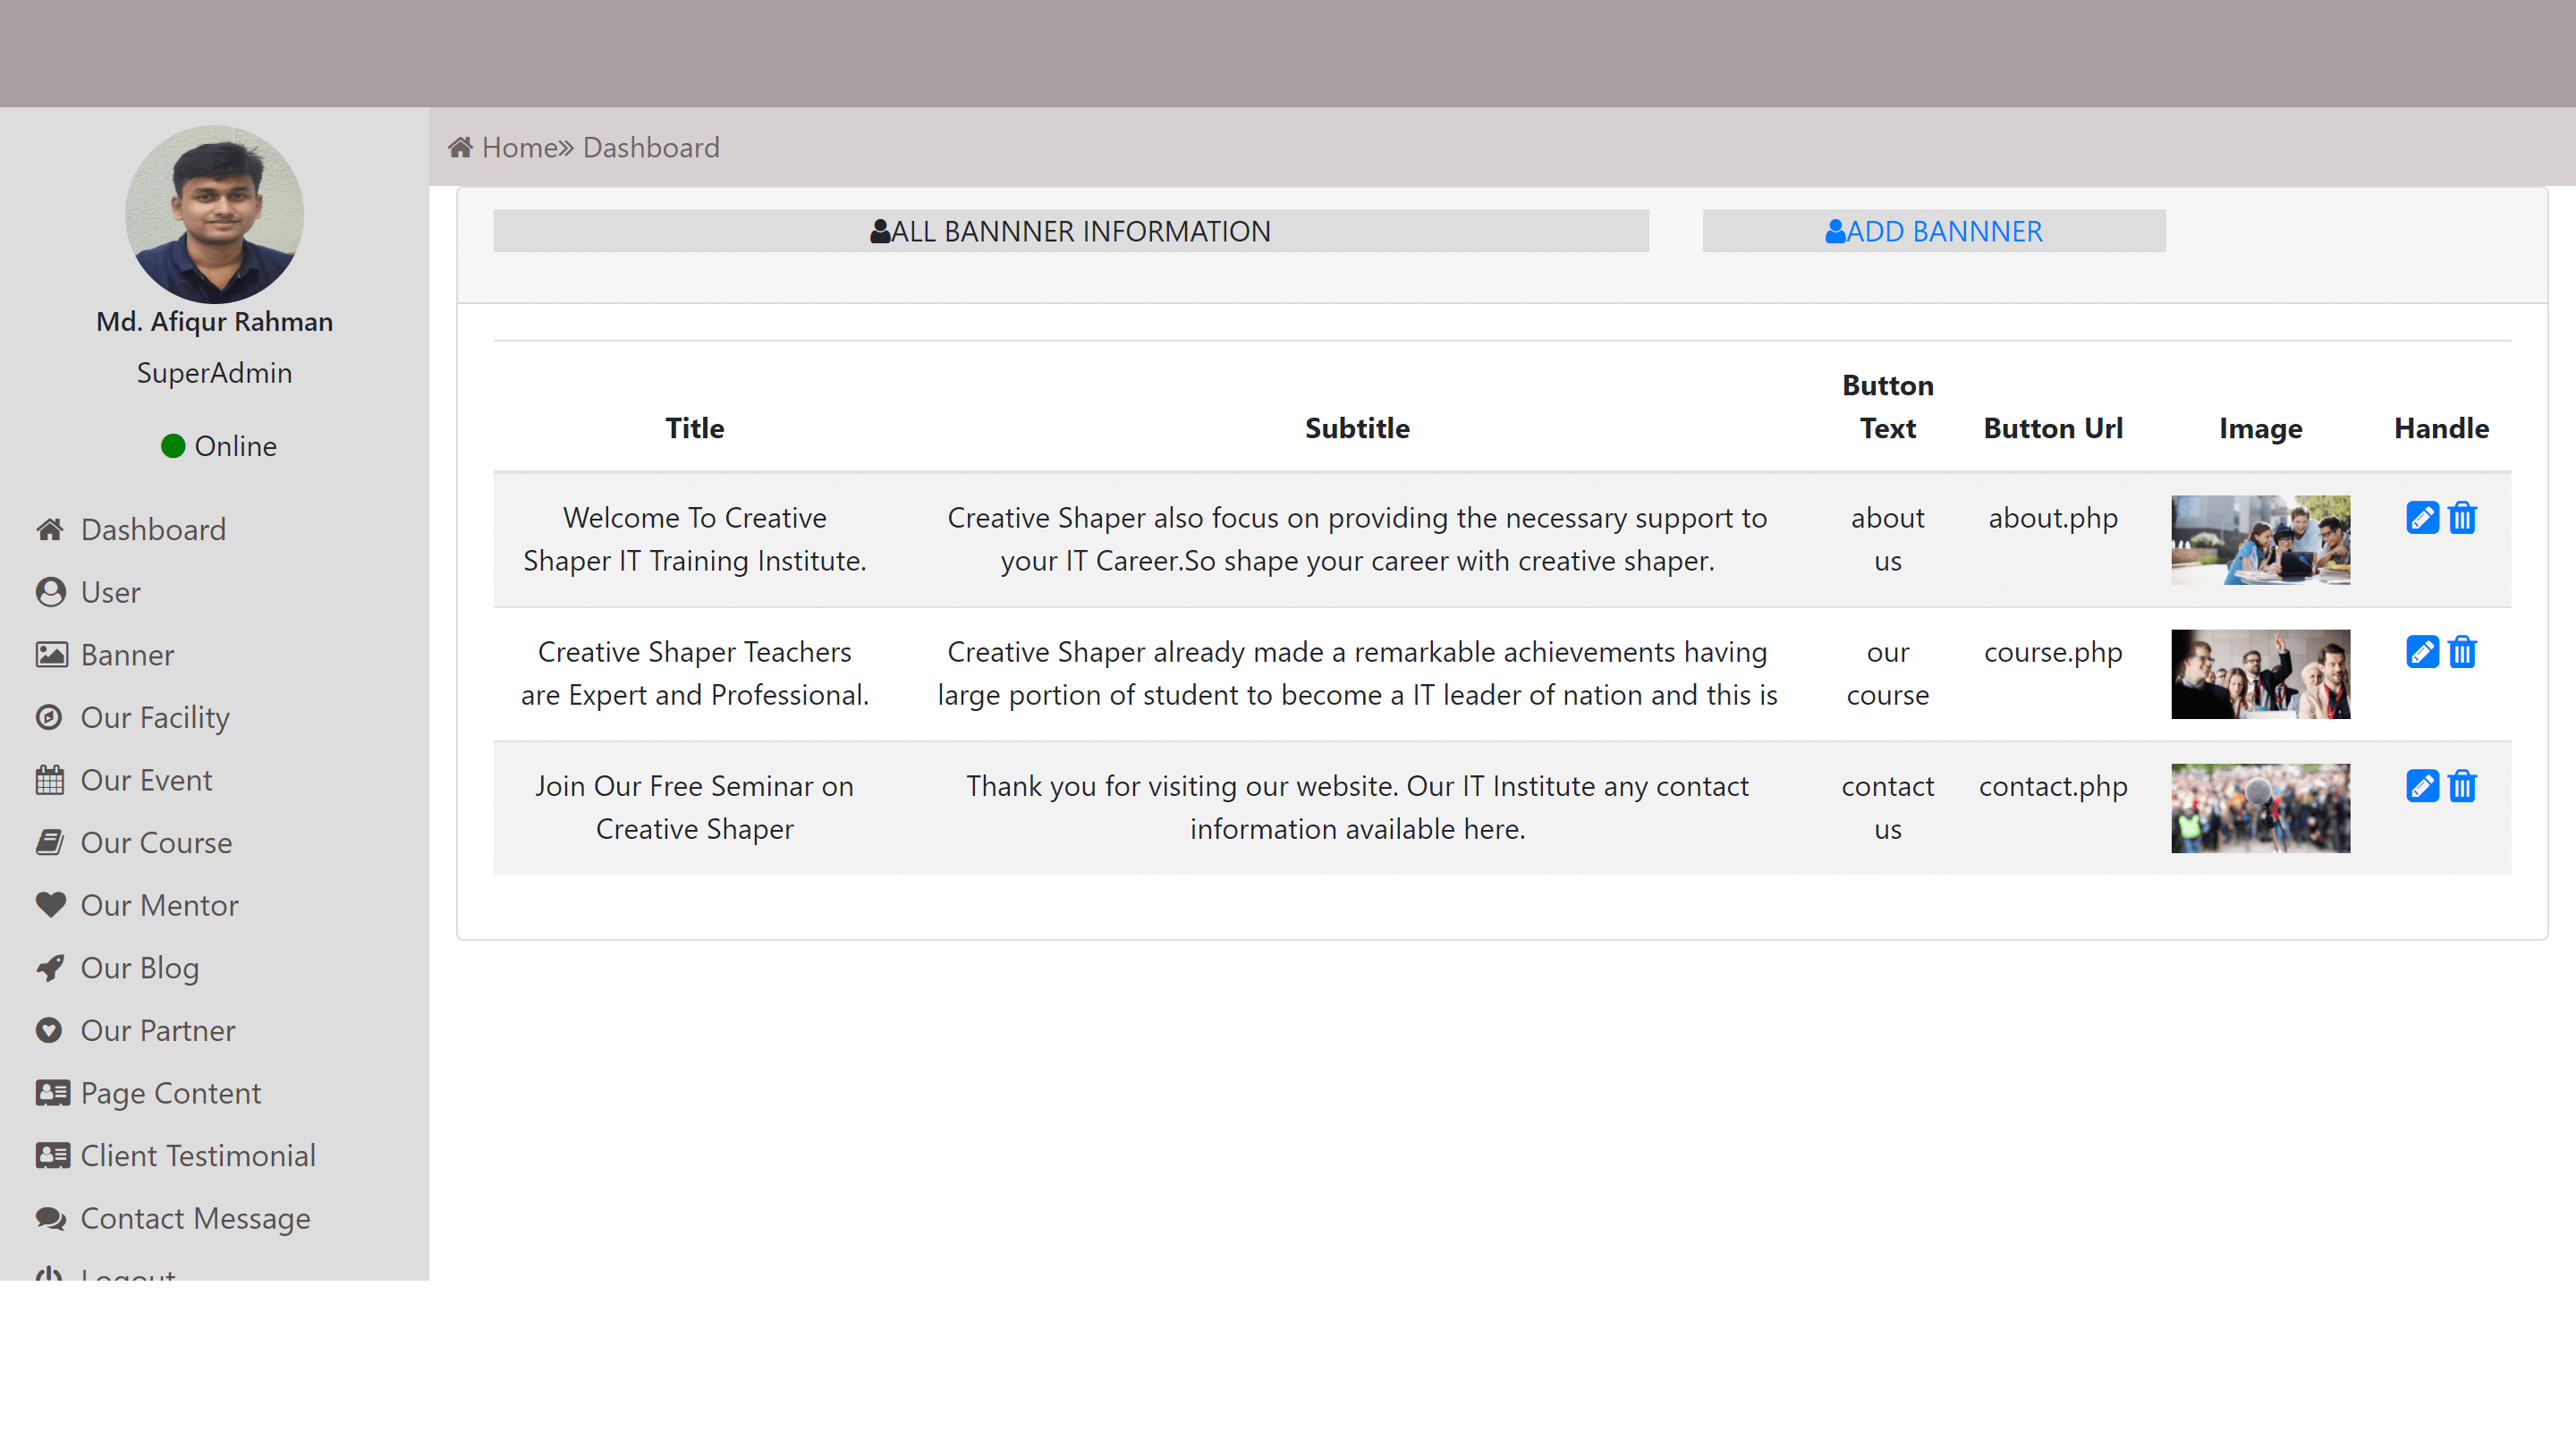 Home» Dashboard
Md. Afiqur Rahman
SuperAdmin
Online
Dashboard
User
Banner
Our Facility
Our Event
Our Course
Our Mentor
Our Blog
Our Partner
Page Content
Client Testimonial
Contact Message
Logout
ALL BANNNER INFORMATION
ADD BANNNER
Title
Subtitle
Button
Text
Button Url
Image
Handle
Welcome To Creative
Shaper IT Training Institute.
Creative Shaper also focus on providing the necessary support to
your IT Career.So shape your career with creative shaper.
about
us
about.php
Creative Shaper Teachers
are Expert and Professional.
Creative Shaper already made a remarkable achievements having
large portion of student to become a IT leader of nation and this is
our
course
course.php
Join Our Free Seminar on
Creative Shaper
Thank you for visiting our website. Our IT Institute any contact
information available here.
contact
us
contact.php